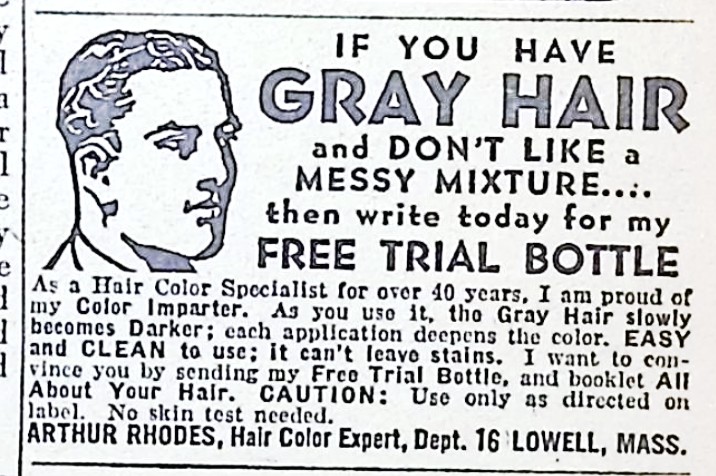 IF YOU HAVE
GRAY HAIR
and DON'T LIKE a
MESSY MIXTURE....
then write today for my
FREE TRIAL BOTTLE
As a Hair Color Specialist for over 40 years, I am proud of
my Color Imparter. As you use it, the Gray Hair slowly
becomes Darker; each application deepens the color. EASY
and CLEAN to use; it can't leave stains. I want to con-
vince you by sending my Free Trial Bottle, and booklet All
About Your Hair. CAUTION: Use only as directed on
label. No skin test needed.
ARTHUR RHODES, Hair Color Expert, Dept. 16 LOWELL, MASS.